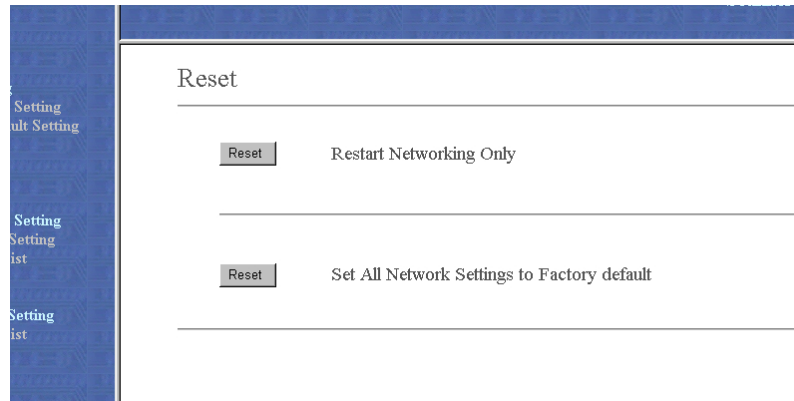 Setting
ult Setting
Setting
Setting
ist
Setting
ist
Reset
Reset Restart Networking Only
Reset Set All Network Settings to Factory default